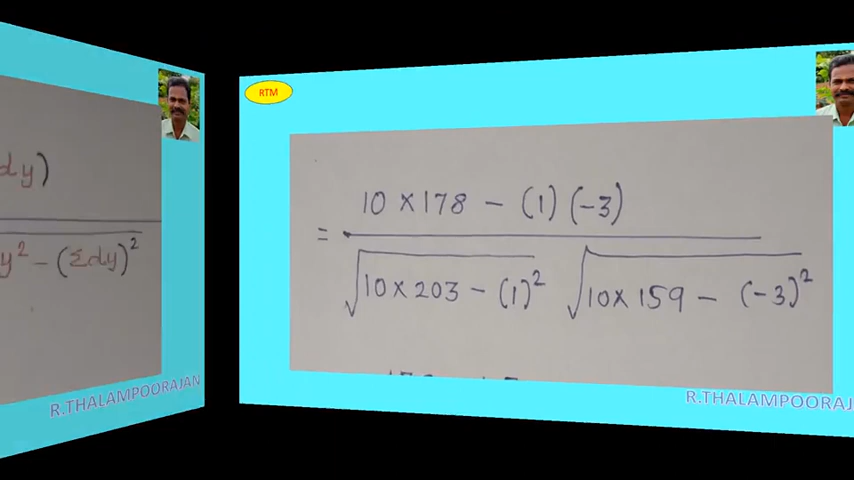 dy)
y² - (Σdy)²
R.THALAMPOORAJAN
RTM
= 10 × 178 - (1) (-3)
√10 × 203 - (1)² √10 × 159 - (-3)²
R.THALAMPOORAJ